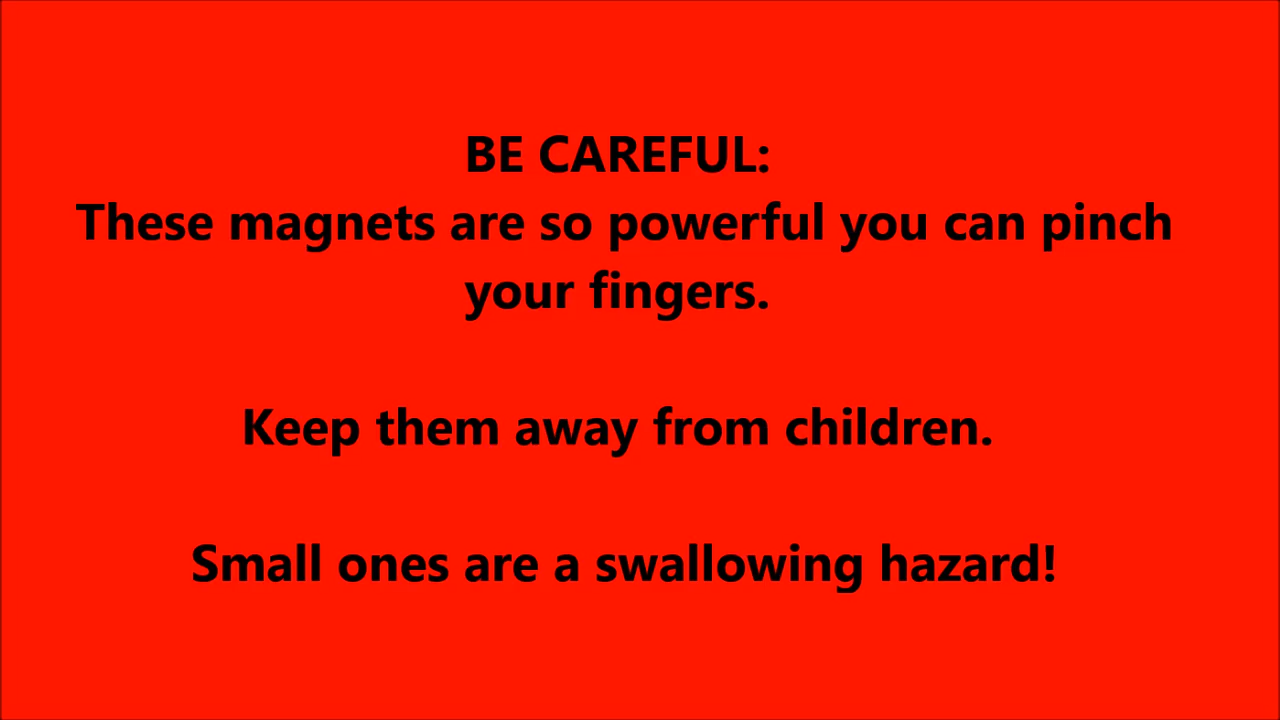 BE CAREFUL:
These magnets are so powerful you can pinch
your fingers.
Keep them away from children.
Small ones are a swallowing hazard!